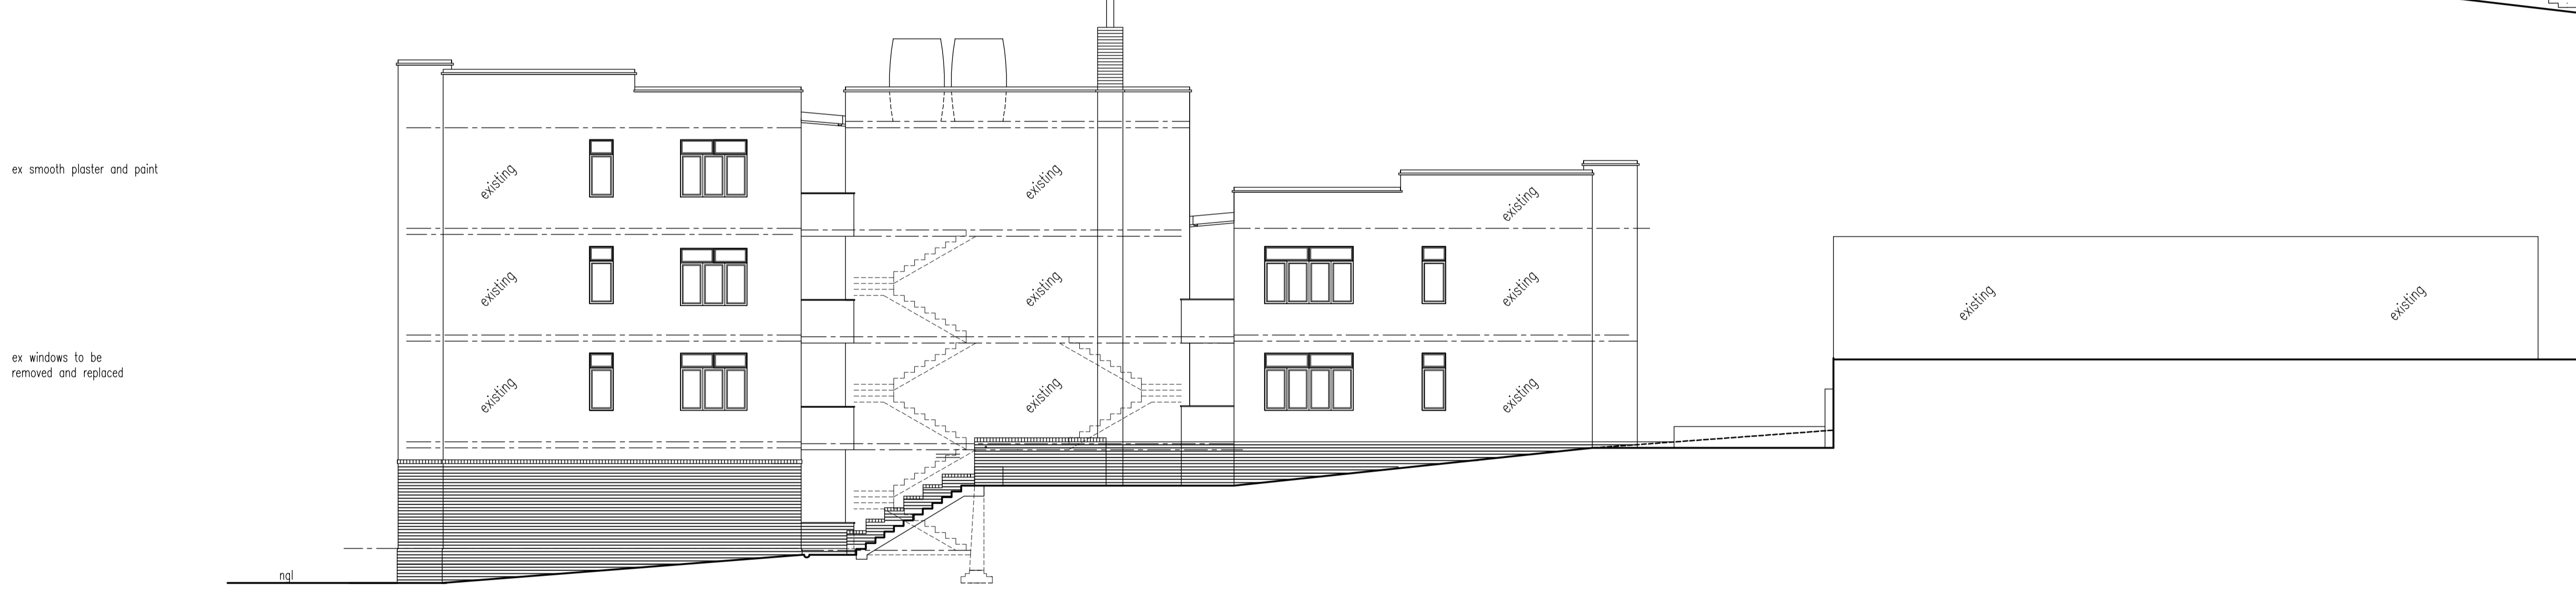 ex smooth plaster and paint
existing
existing
existing
existing
existing
existing
existing
existing
existing
ex windows to be
removed and replaced
existing
existing
ngl